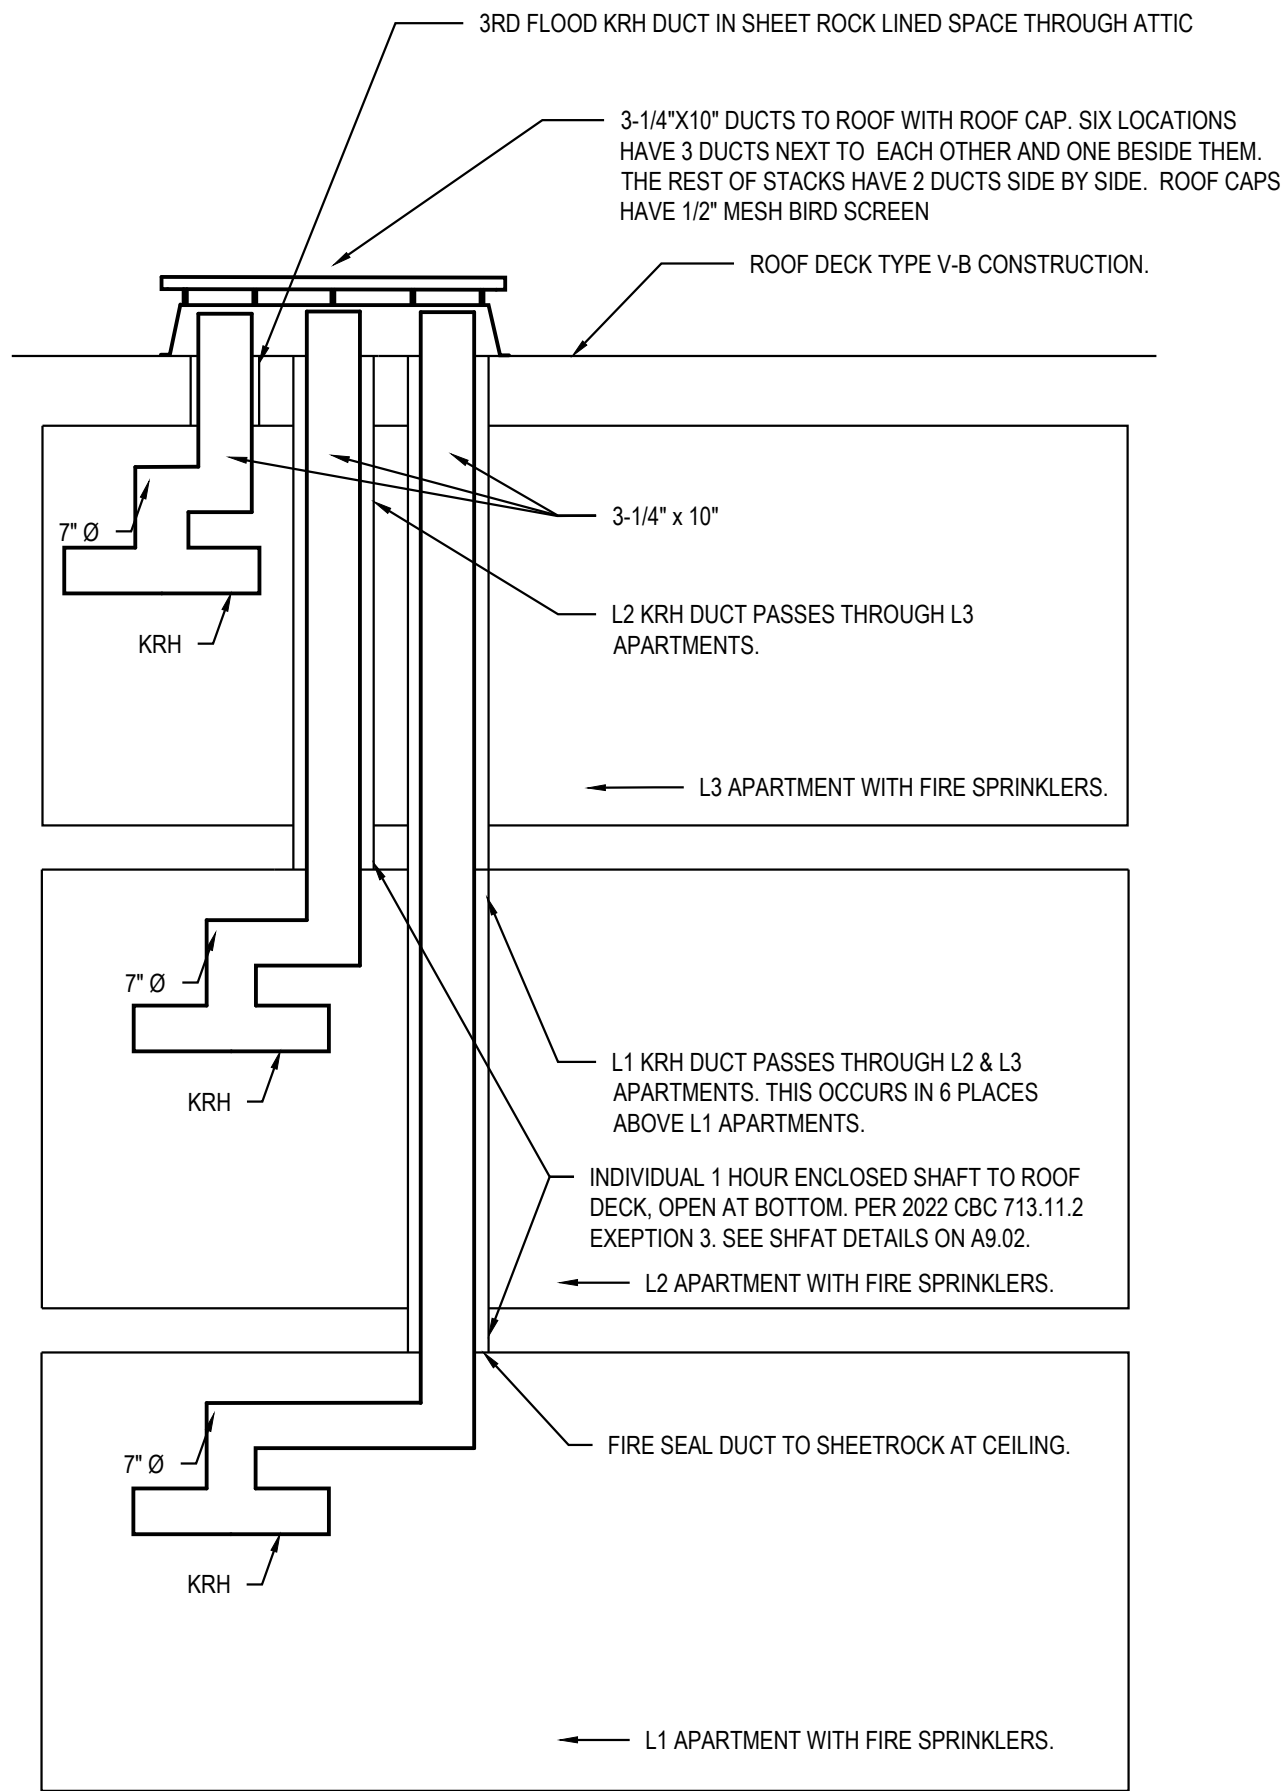 3RD FLOOD KRH DUCT IN SHEET ROCK LINED SPACE THROUGH ATTIC
3-1/4"X10" DUCTS TO ROOF WITH ROOF CAP. SIX LOCATIONS
HAVE 3 DUCTS NEXT TO EACH OTHER AND ONE BESIDE THEM.
THE REST OF STACKS HAVE 2 DUCTS SIDE BY SIDE. ROOF CAPS
HAVE 1/2" MESH BIRD SCREEN
ROOF DECK TYPE V-B CONSTRUCTION.
3-1/4" x 10"
7" Ø
L2 KRH DUCT PASSES THROUGH L3
APARTMENTS.
KRH
L3 APARTMENT WITH FIRE SPRINKLERS.
7" Ø
L1 KRH DUCT PASSES THROUGH L2 & L3
APARTMENTS. THIS OCCURS IN 6 PLACES
ABOVE L1 APARTMENTS.
KRH
INDIVIDUAL 1 HOUR ENCLOSED SHAFT TO ROOF
DECK, OPEN AT BOTTOM. PER 2022 CBC 713.11.2
EXEPTION 3. SEE SHFAT DETAILS ON A9.02.
L2 APARTMENT WITH FIRE SPRINKLERS.
FIRE SEAL DUCT TO SHEETROCK AT CEILING.
7" Ø
KRH
L1 APARTMENT WITH FIRE SPRINKLERS.